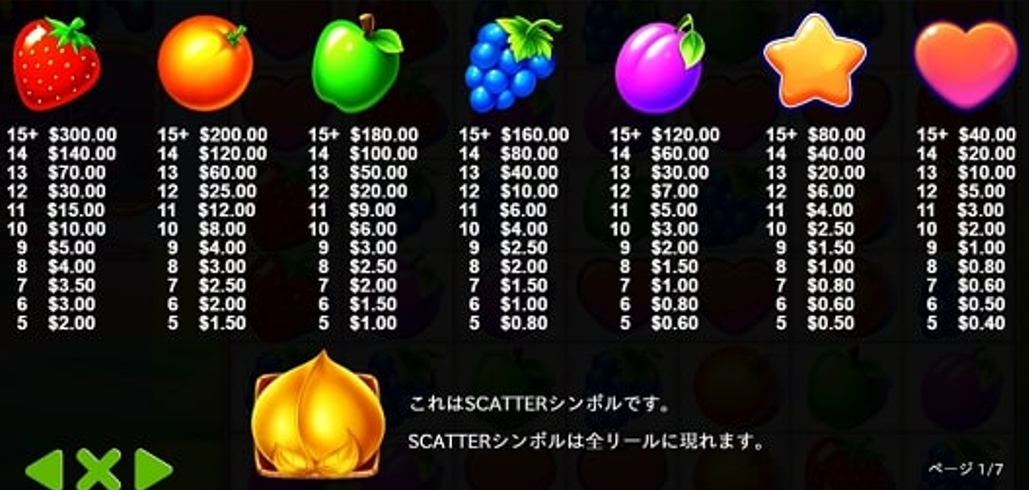 15+ $300.00 15+ $200.00 15+ $180.00 15+ $160.00 15+ $120.00 15+ $80.00 15+ $40.00
14 $140.00 14 $120.00 14 $100.00 14 $80.00 14 $60.00 14 $40.00 14 $20.00
13 $70.00 13 $60.00 13 $50.00 13 $40.00 13 $30.00 13 $20.00 13 $10.00
12 $30.00 12 $25.00 12 $20.00 12 $10.00 12 $7.00 12 $6.00 12 $5.00
11 $15.00 11 $12.00 11 $9.00 11 $6.00 11 $5.00 11 $4.00 11 $3.00
10 $10.00 10 $8.00 10 $6.00 10 $4.00 10 $3.00 10 $2.00 10 $2.00
9 $5.00 9 $4.00 9 $3.00 9 $2.50 9 $2.00 9 $1.50 9 $1.00
8 $4.00 8 $3.00 8 $2.50 8 $2.00 8 $1.50 8 $1.00 8 $0.80
7 $3.50 7 $2.50 7 $2.00 7 $1.50 7 $1.00 7 $0.80 7 $0.60
6 $3.00 6 $2.00 6 $1.50 6 $1.00 6 $0.80 6 $0.60 6 $0.50
5 $2.00 5 $1.50 5 $1.00 5 $0.80 5 $0.60 5 $0.50 5 $0.40
これはSCATTERシンボルです。
SCATTERシンボルは全リールに現れます。
ページ 1/7